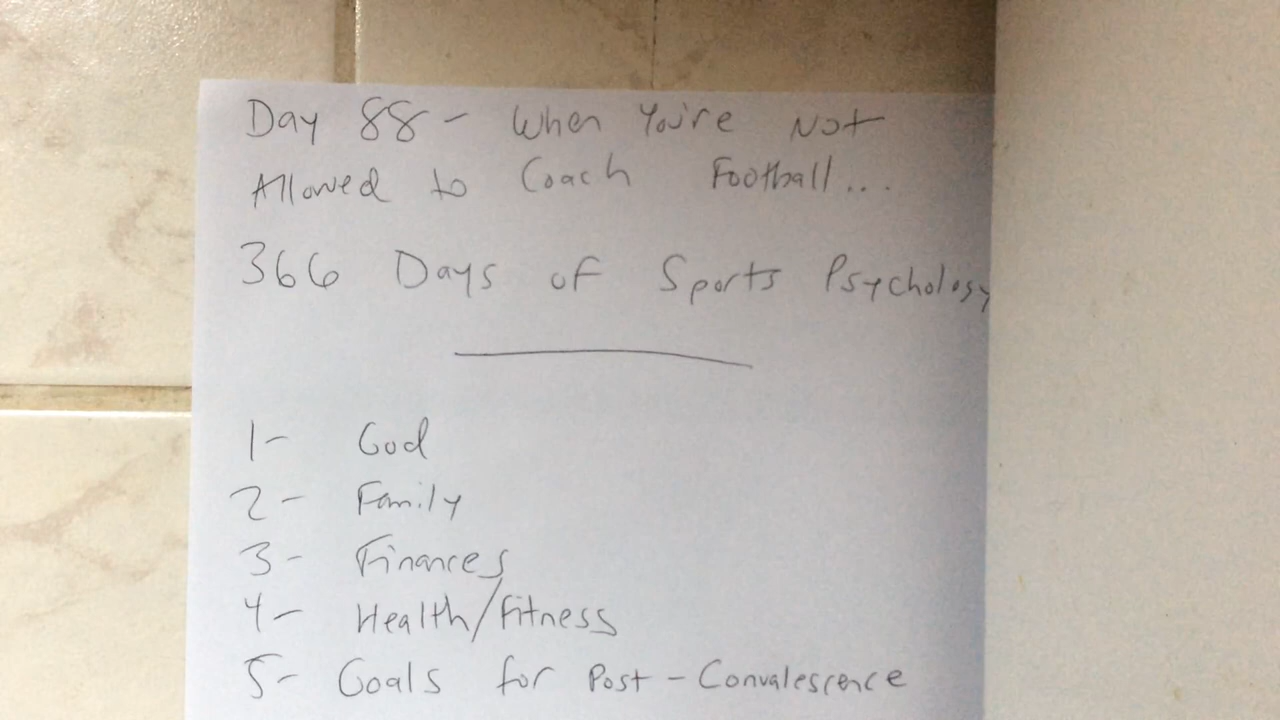 Day 88 - When You're Not
Allowed to Coach Football...
366 Days of Sports Psychology
1- God
2- Family
3- Finances
4- Health/Fitness
5- Goals for Post-Convalescence